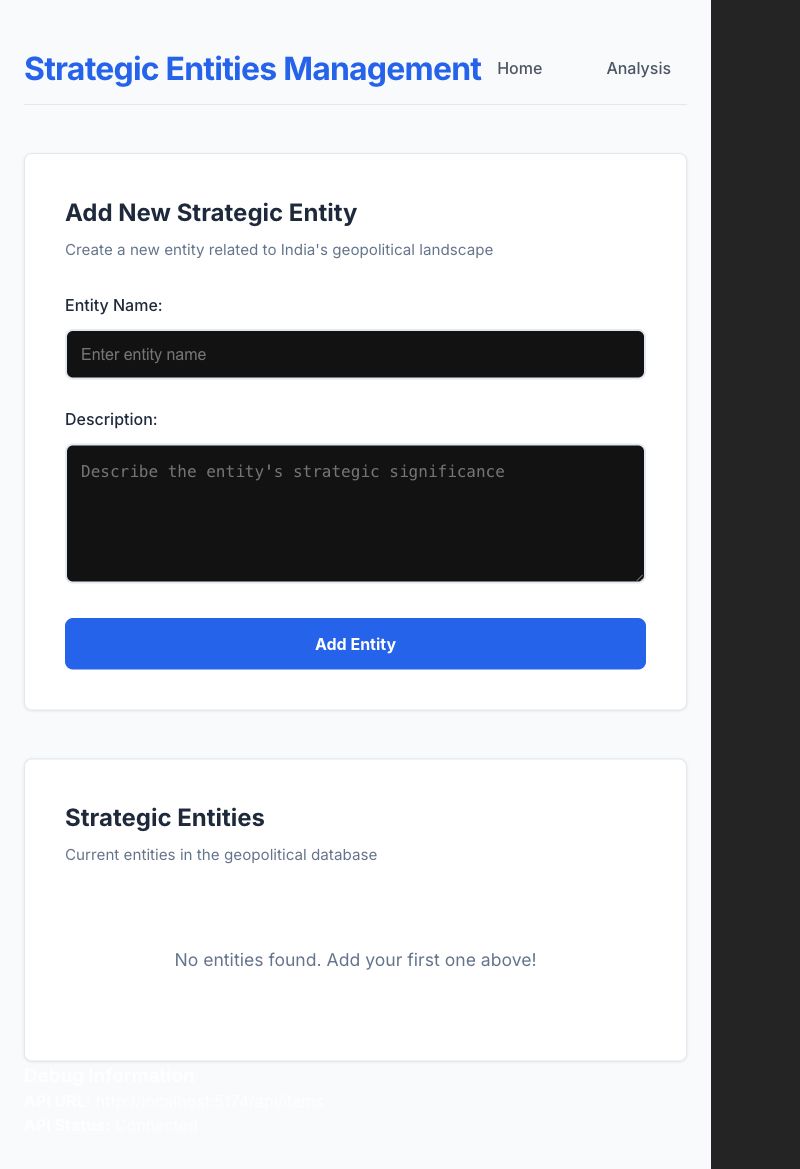 Strategic Entities Management
Home
Analysis
Add New Strategic Entity
Create a new entity related to India's geopolitical landscape
Entity Name:
Enter entity name
Description:
Describe the entity's strategic significance
Add Entity
Strategic Entities
Current entities in the geopolitical database
No entities found. Add your first one above!
Debug Information
API URL: http://localhost:5174/api/items
API Status: Connected